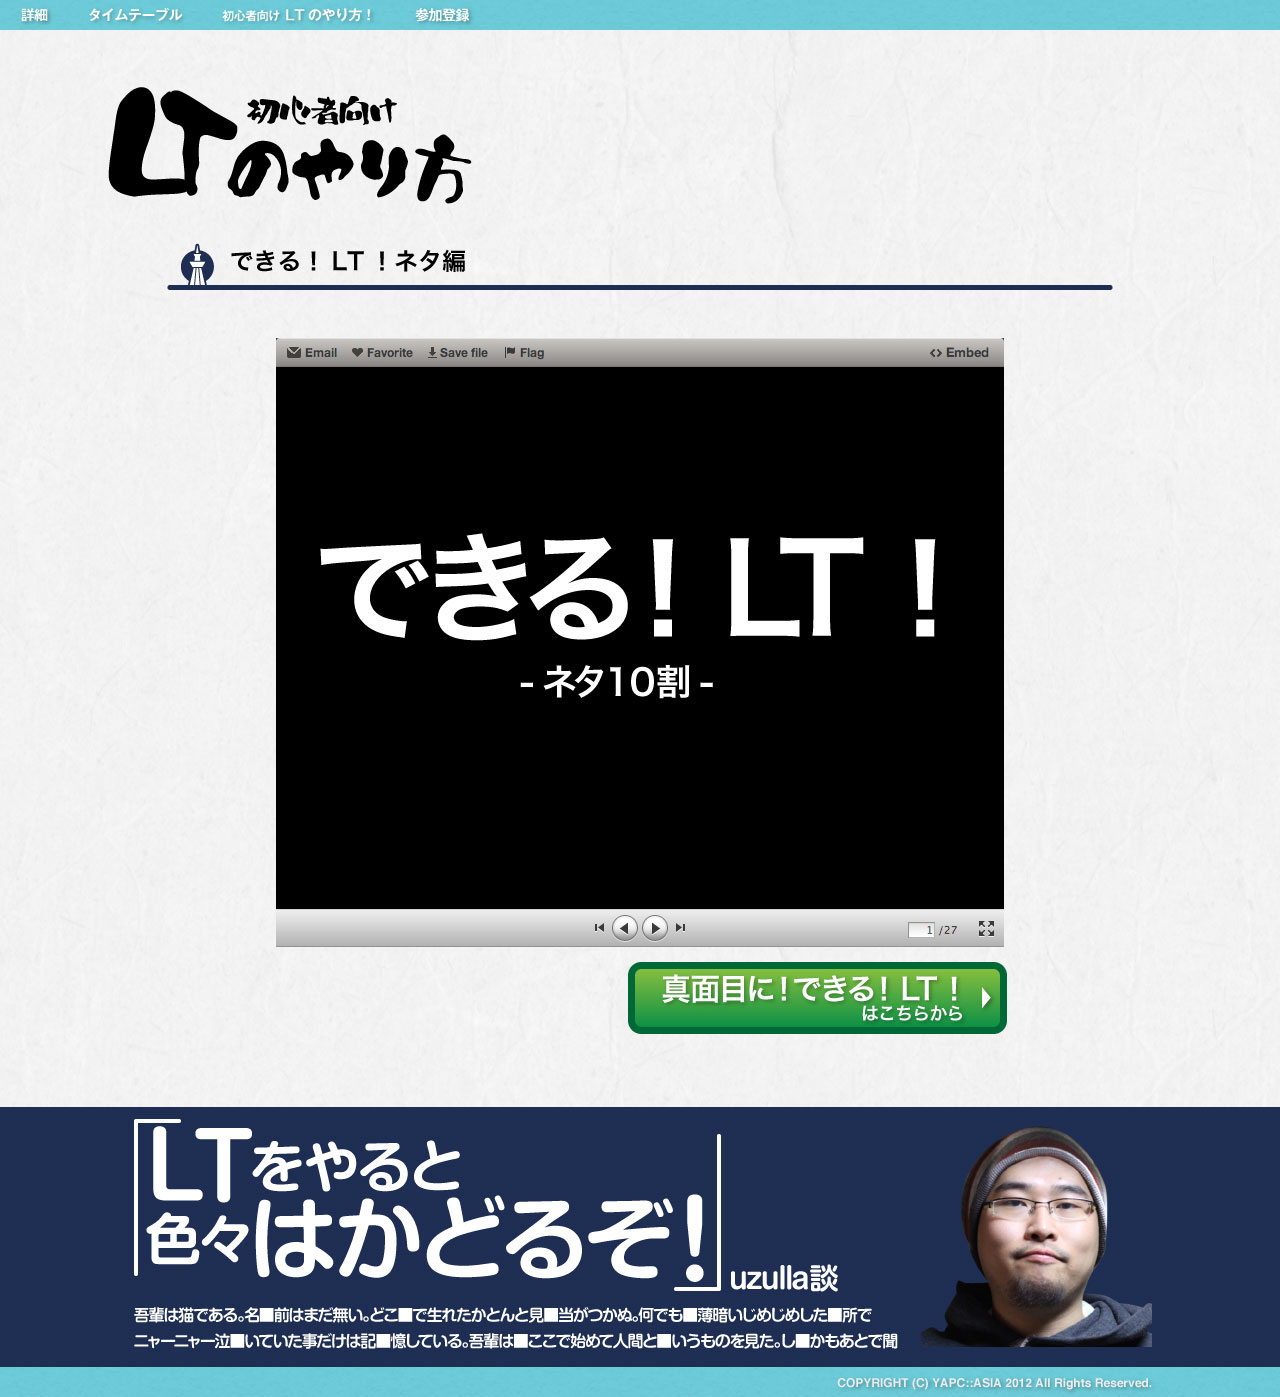 詳細 タイムテーブル 初心者向け LT のやり方！ 参加登録
初心者向け
LTのやり方
できる！LT！ネタ編
Email Favorite Save file Flag Embed
できる！LT！
- ネタ10割 -
1 /27
真面目に！できる！LT！
はこちらから
「LTをやると
色々はかどるぞ！」
uzulla談
吾輩は猫である。名■前はまだ無い。どこ■で生れたかとんと見■当がつかぬ。何でも■薄暗いじめじめした■所で
ニャーニャー泣■いていた事だけは記■憶している。吾輩は■ここで始めて人間と■いうものを見た。し■かもあとで聞
COPYRIGHT (C) YAPC::ASIA 2012 All Rights Reserved.